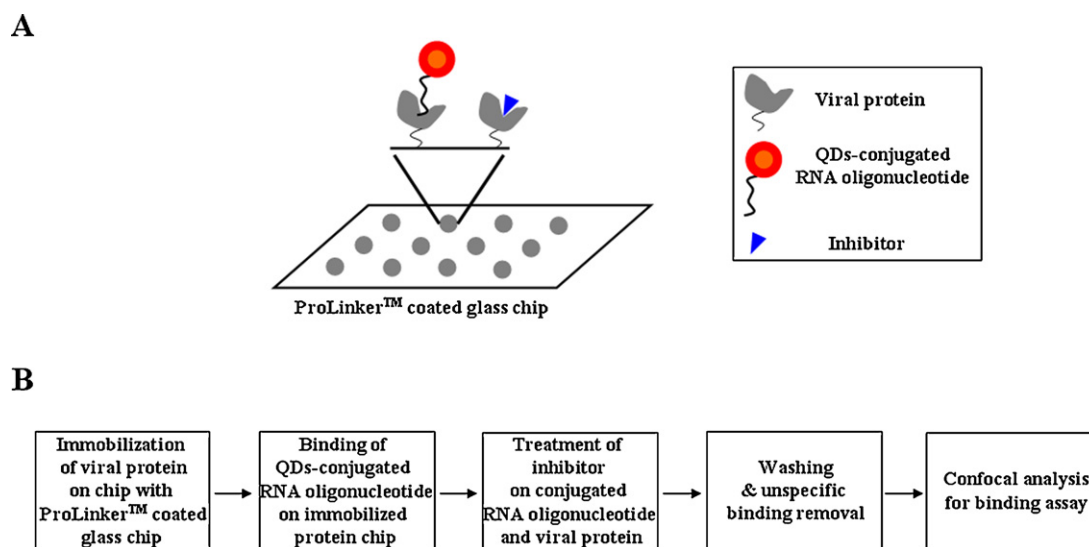 A
Viral protein
QDs-conjugated
RNA oligonucleotide
Inhibitor
ProLinker™ coated glass chip
B
Immobilization
of viral protein
on chip with
ProLinker™ coated
glass chip
Binding of
QDs-conjugated
RNA oligonucleotide
on immobilized
protein chip
Treatment of
inhibitor
on conjugated
RNA oligonucleotide
and viral protein
Washing
& unspecific
binding removal
Confocal analysis
for binding assay